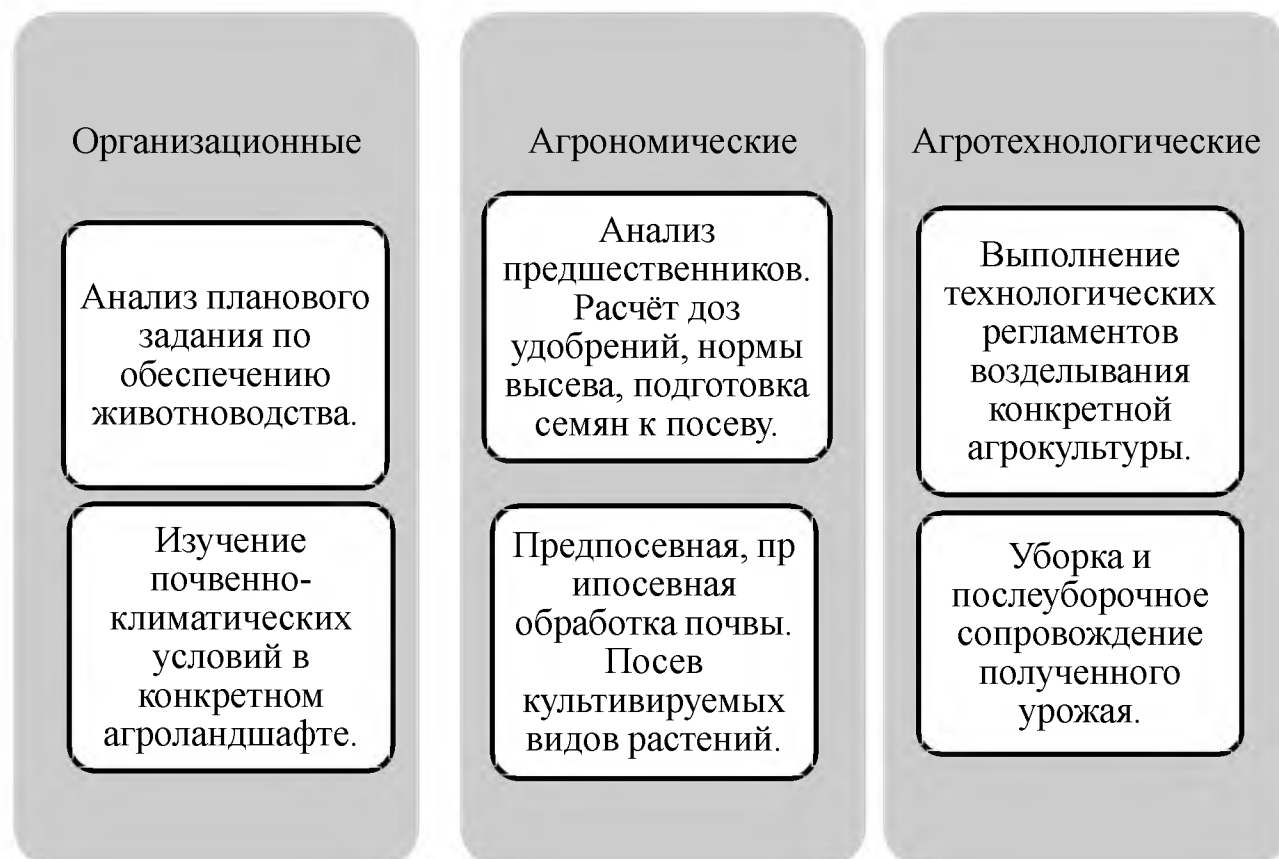 Организационные
Анализ планового
задания по
обеспечению
животноводства.
Изучение
почвенно-
климатических
условий в
конкретном
агроландшафте.
Агрономические
Анализ
предшественников.
Расчёт доз
удобрений, нормы
высева, подготовка
семян к посеву.
Предпосевная, пр
ипосевная
обработка почвы.
Посев
культивируемых
видов растений.
Агротехнологические
Выполнение
технологических
регламентов
возделывания
конкретной
агрокультуры.
Уборка и
послеуборочное
сопровождение
полученного
урожая.